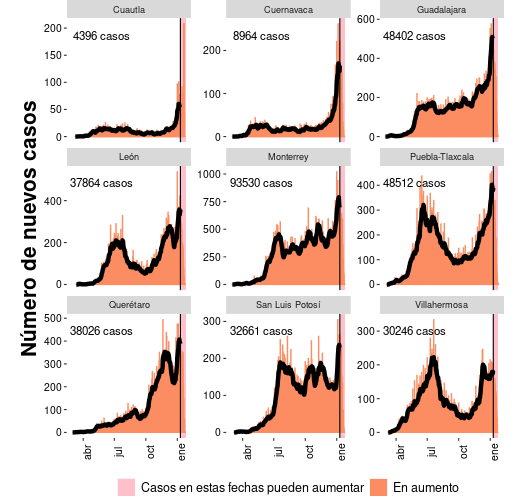 Número de nuevos casos
Cuautla
Cuernavaca
Guadalajara
4396 casos
8964 casos
48402 casos
200
150
100
50
0
200
100
0
600
400
200
0
León
Monterrey
Puebla-Tlaxcala
37864 casos
93530 casos
48512 casos
400
200
0
1000
750
500
250
0
400
300
200
100
0
Querétaro
San Luis Potosí
Villahermosa
38026 casos
32661 casos
30246 casos
500
400
300
200
100
0
300
200
100
0
300
200
100
0
abr
jul
oct
ene
abr
jul
oct
ene
abr
jul
oct
ene
Casos en estas fechas pueden aumentar
En aumento